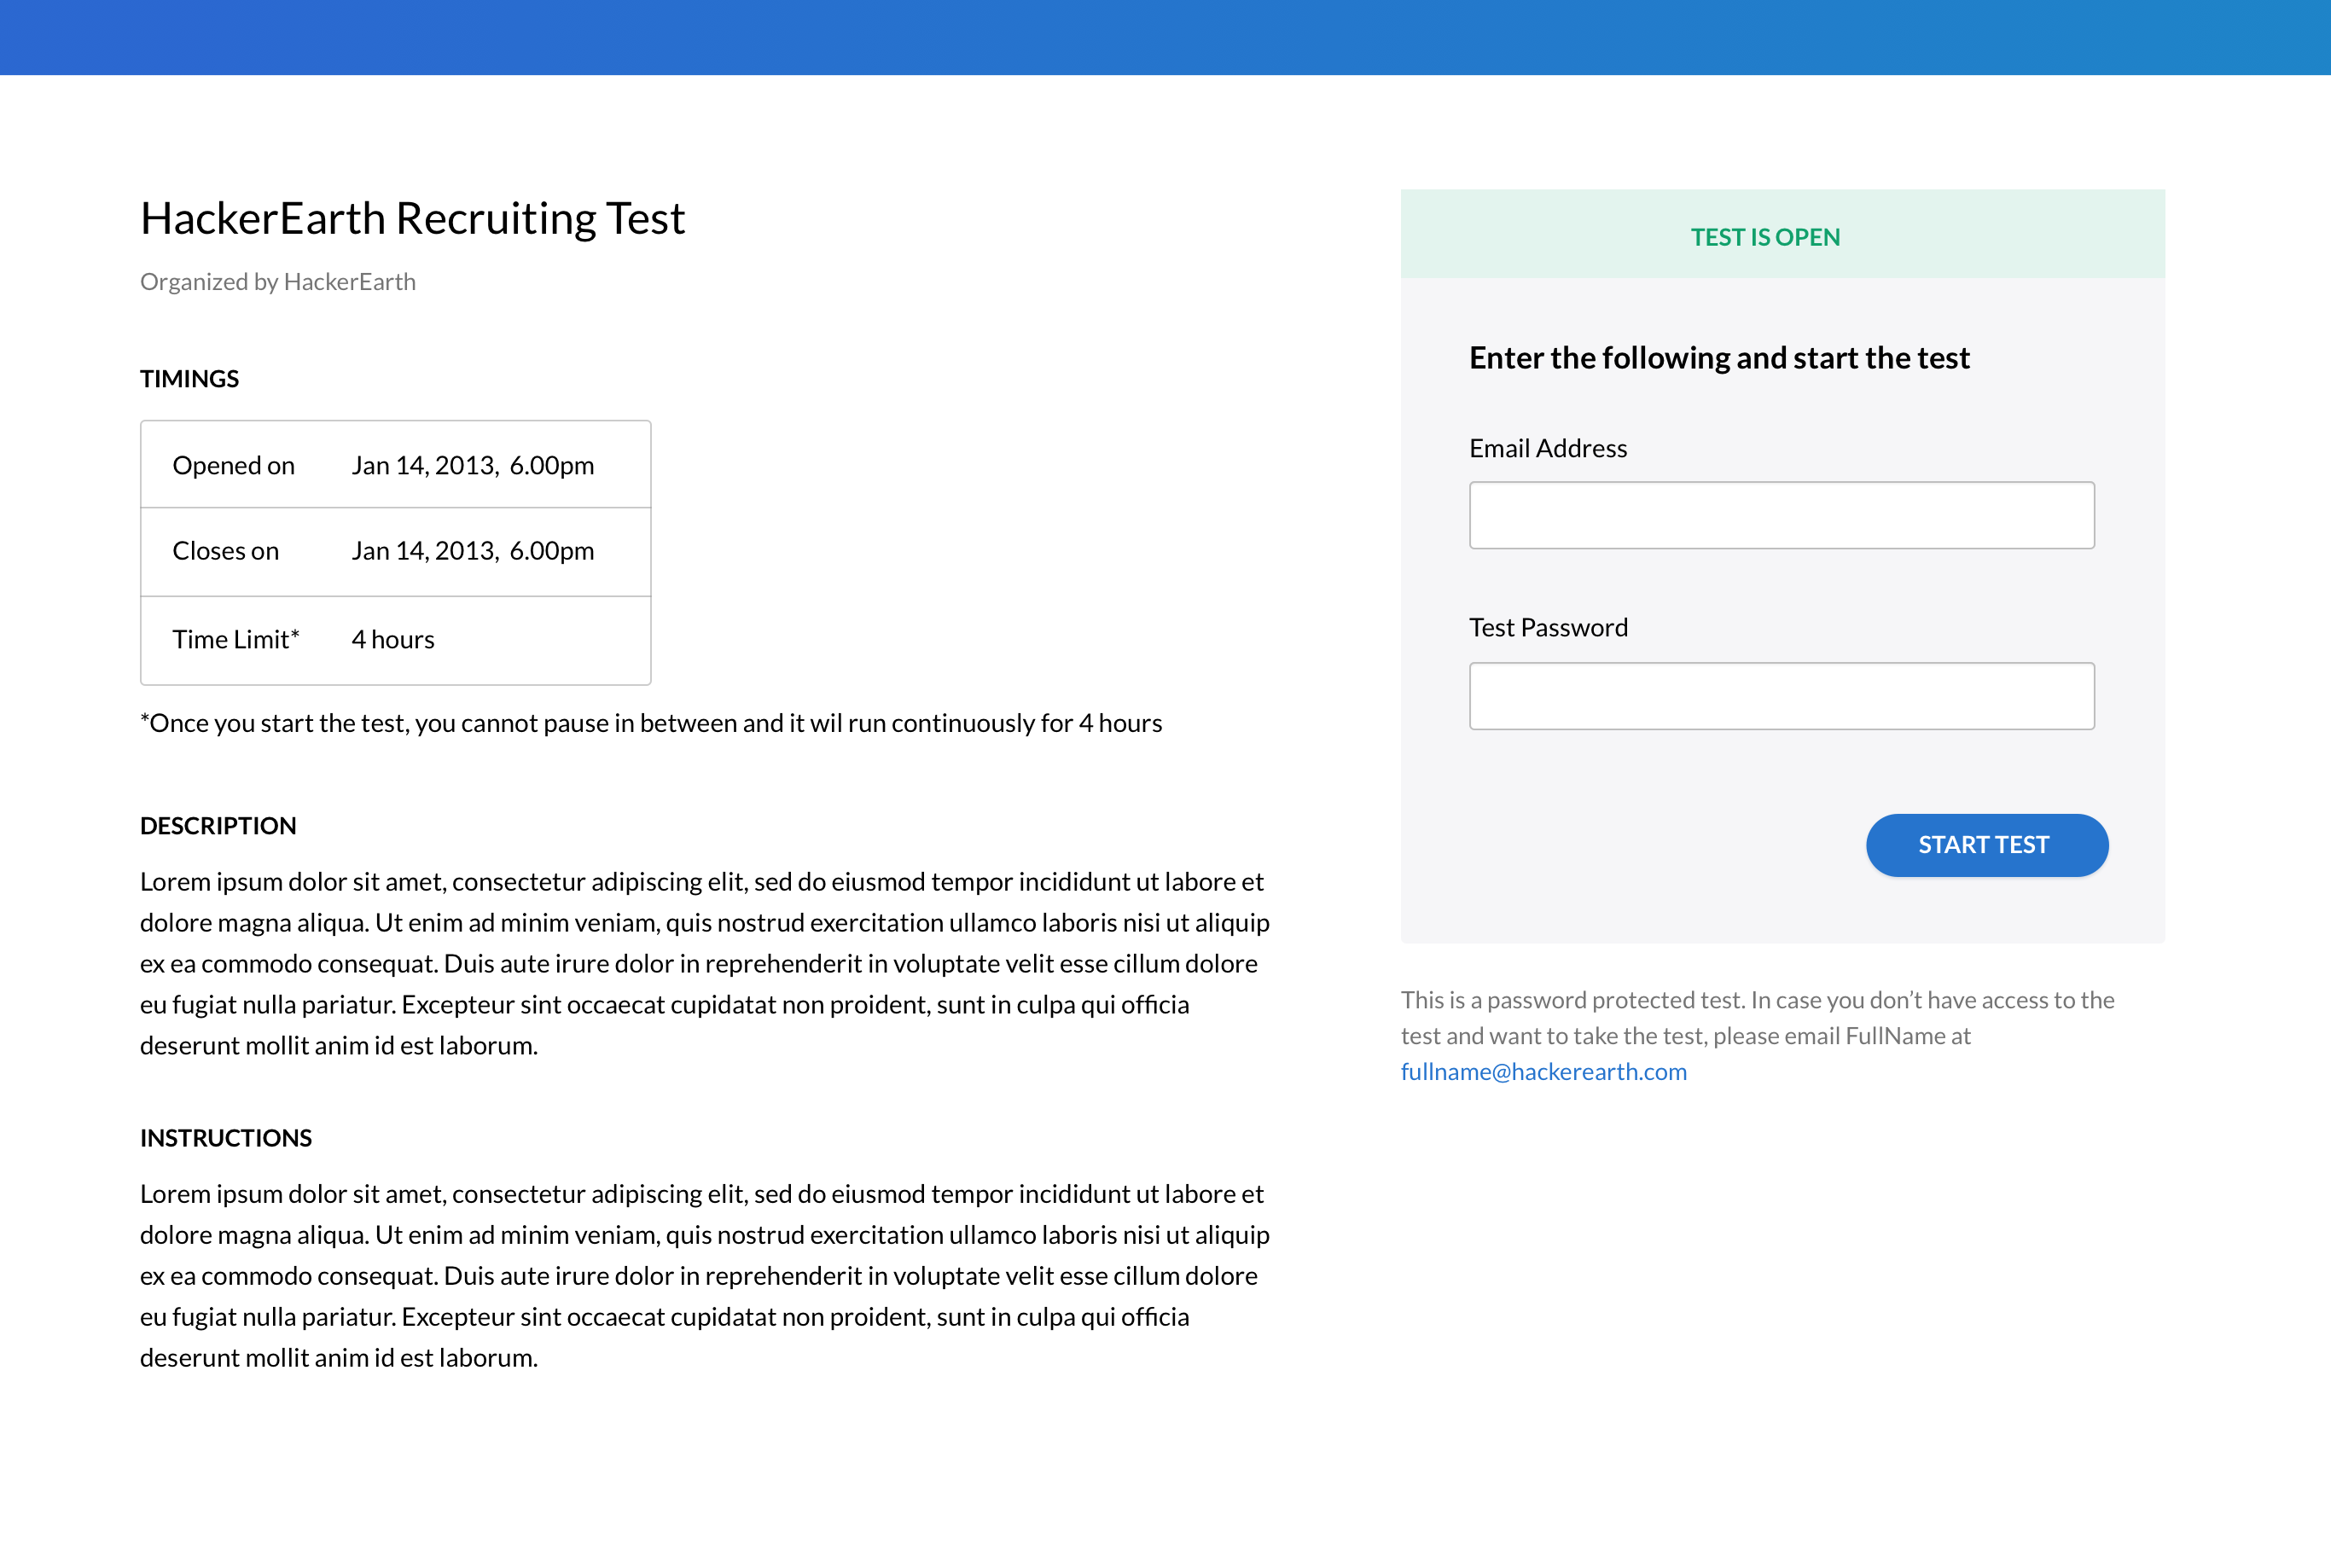 HackerEarth Recruiting Test
Organized by HackerEarth
TIMINGS
Opened on Jan 14, 2013, 6.00pm
Closes on Jan 14, 2013, 6.00pm
Time Limit* 4 hours
*Once you start the test, you cannot pause in between and it wil run continuously for 4 hours
DESCRIPTION
Lorem ipsum dolor sit amet, consectetur adipiscing elit, sed do eiusmod tempor incididunt ut labore et
dolore magna aliqua. Ut enim ad minim veniam, quis nostrud exercitation ullamco laboris nisi ut aliquip
ex ea commodo consequat. Duis aute irure dolor in reprehenderit in voluptate velit esse cillum dolore
eu fugiat nulla pariatur. Excepteur sint occaecat cupidatat non proident, sunt in culpa qui officia
deserunt mollit anim id est laborum.
INSTRUCTIONS
Lorem ipsum dolor sit amet, consectetur adipiscing elit, sed do eiusmod tempor incididunt ut labore et
dolore magna aliqua. Ut enim ad minim veniam, quis nostrud exercitation ullamco laboris nisi ut aliquip
ex ea commodo consequat. Duis aute irure dolor in reprehenderit in voluptate velit esse cillum dolore
eu fugiat nulla pariatur. Excepteur sint occaecat cupidatat non proident, sunt in culpa qui officia
deserunt mollit anim id est laborum.
TEST IS OPEN
Enter the following and start the test
Email Address
Test Password
START TEST
This is a password protected test. In case you don’t have access to the
test and want to take the test, please email FullName at
fullname@hackerearth.com